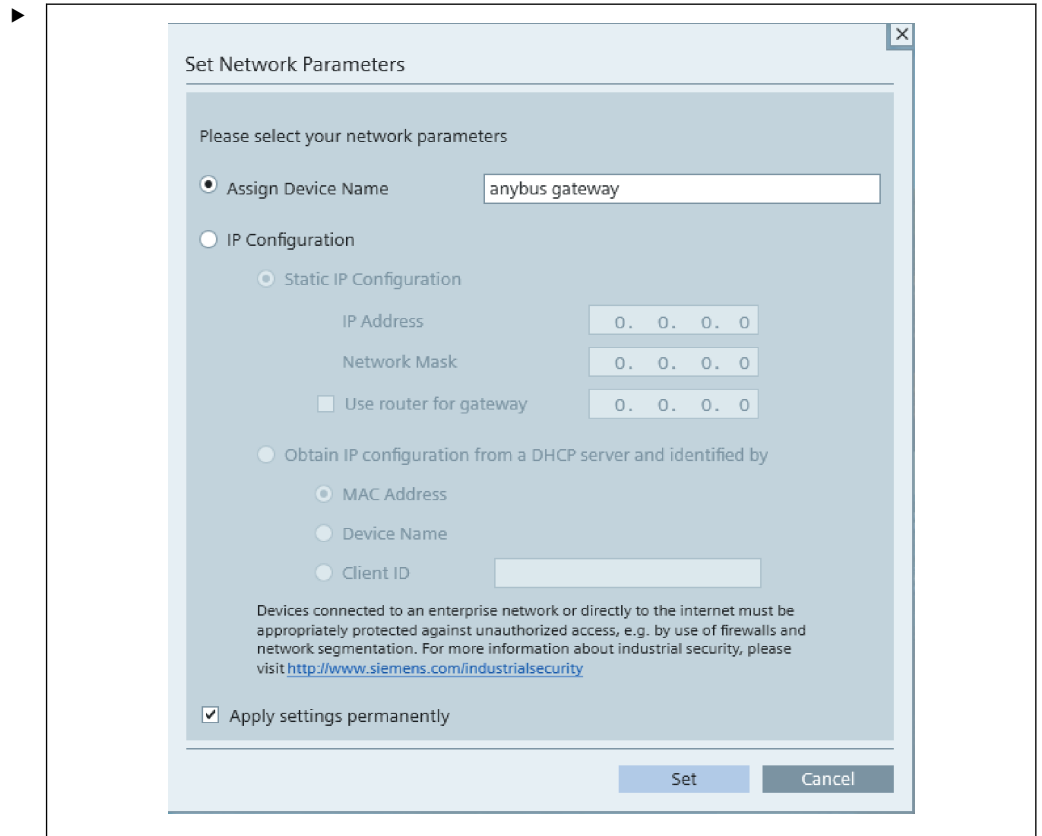 Set Network Parameters
Please select your network parameters
Assign Device Name anybus gateway
IP Configuration
Static IP Configuration
IP Address 0. 0. 0. 0
Network Mask 0. 0. 0. 0
Use router for gateway 0. 0. 0. 0
Obtain IP configuration from a DHCP server and identified by
MAC Address
Device Name
Client ID
Devices connected to an enterprise network or directly to the internet must be
appropriately protected against unauthorized access, e.g. by use of firewalls and
network segmentation. For more information about industrial security, please
visit http://www.siemens.com/industrialsecurity
Apply settings permanently
Set Cancel